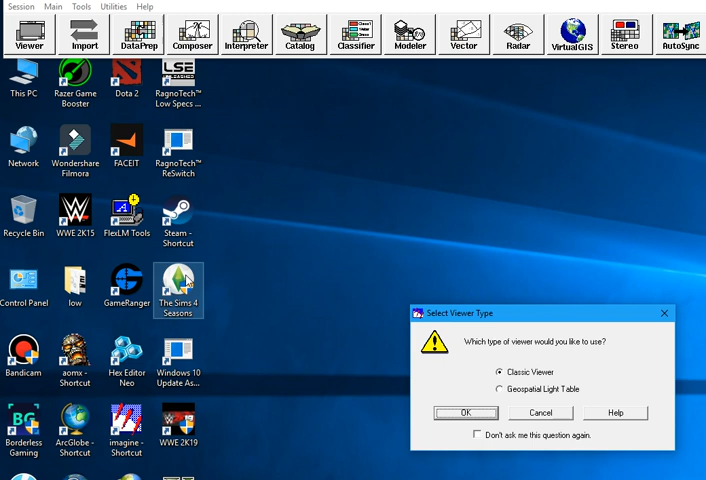 Session Main Tools Utilities Help
Viewer Import DataPrep Composer Interpreter Catalog Classifier Modeler Vector Radar VirtualGIS Stereo AutoSync
This PC
Razer Game
Booster
Dota 2
LSE
RagnoTech™
Low Specs ...
Network
Wondershare
Filmora
FACEIT
RagnoTech™
ReSwitch
Recycle Bin
WWE 2K15
FlexLM Tools
Steam -
Shortcut
Control Panel
low
GameRanger
The Sims 4
Seasons
Bandicam
aomx -
Shortcut
Hex Editor
Neo
Windows 10
Update As...
BG
Borderless
Gaming
ArcGlobe -
Shortcut
imagine -
Shortcut
WWE 2K19
Select Viewer Type
Which type of viewer would you like to use?
Classic Viewer
Geospatial Light Table
OK Cancel Help
Don't ask me this question again.